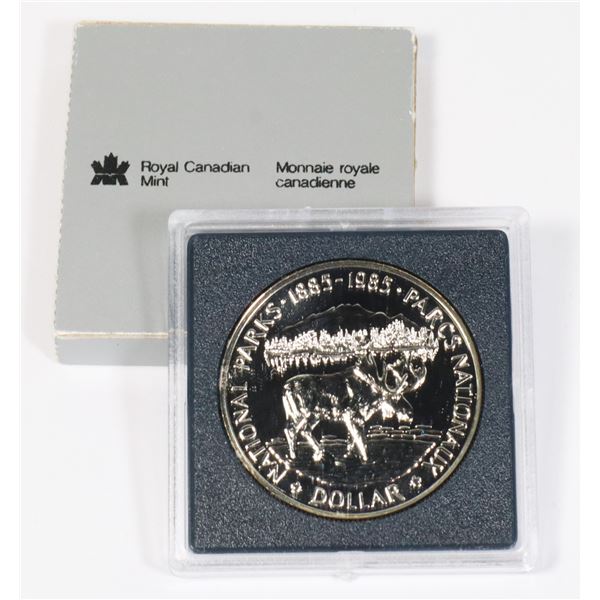 Royal Canadian
Mint
Monnaie royale
canadienne
NATIONAL PARKS · 1885-1985 · PARCS NATIONAUX
DOLLAR